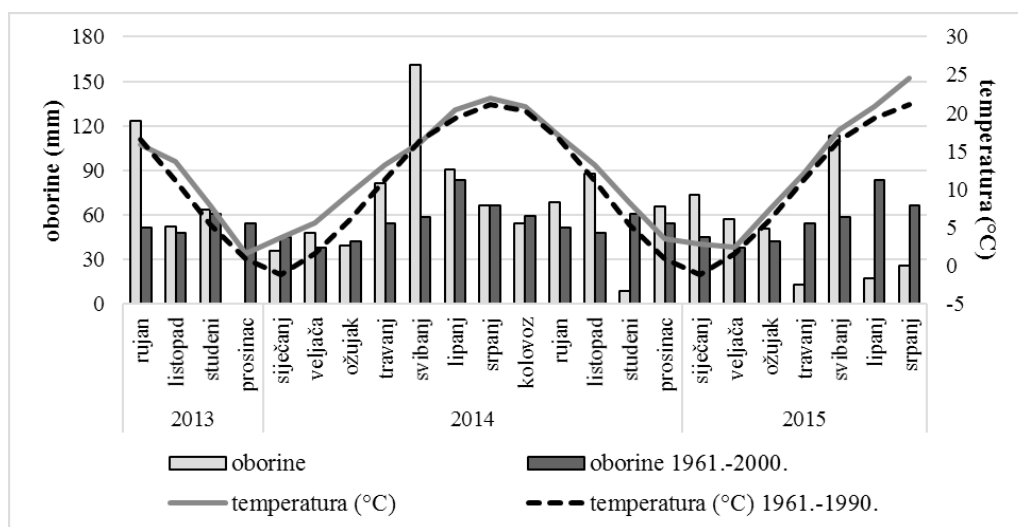 180
150
120
90
60
30
0
oborine (mm)
30
25
20
15
10
5
0
-5
temperatura (°C)
rujan
listopad
studeni
prosinac
siječanj
veljača
ožujak
travanj
svibanj
lipanj
srpanj
kolovoz
rujan
listopad
studeni
prosinac
siječanj
veljača
ožujak
travanj
svibanj
lipanj
srpanj
2013
2014
2015
oborine
oborine 1961.-2000.
temperatura (°C)
temperatura (°C) 1961.-1990.